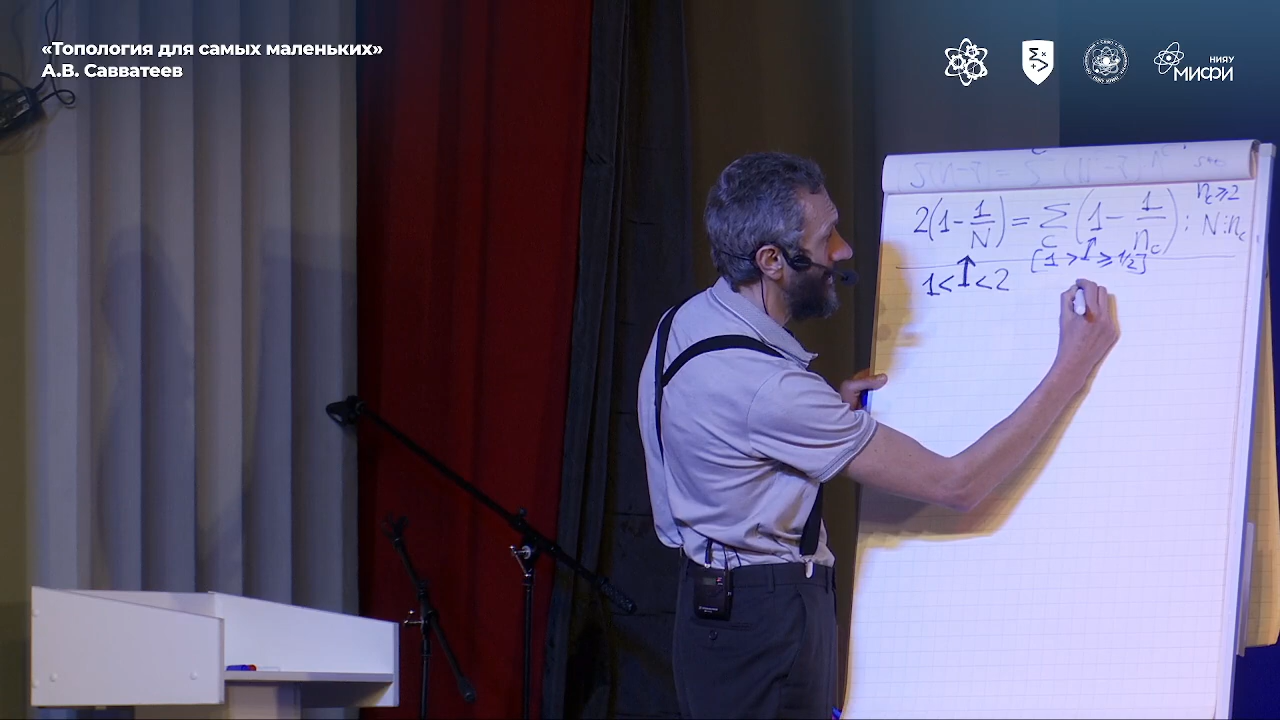 «Топология для самых маленьких»
А.В. Савватеев
НИЯУ
МИФИ
n_c ≥ 2
2(1 - 1/N) = Σ_c (1 - 1/n_c) ; N ⋮ n_c
[1 > ↑ ≥ 1/2]
1 < ↑ < 2